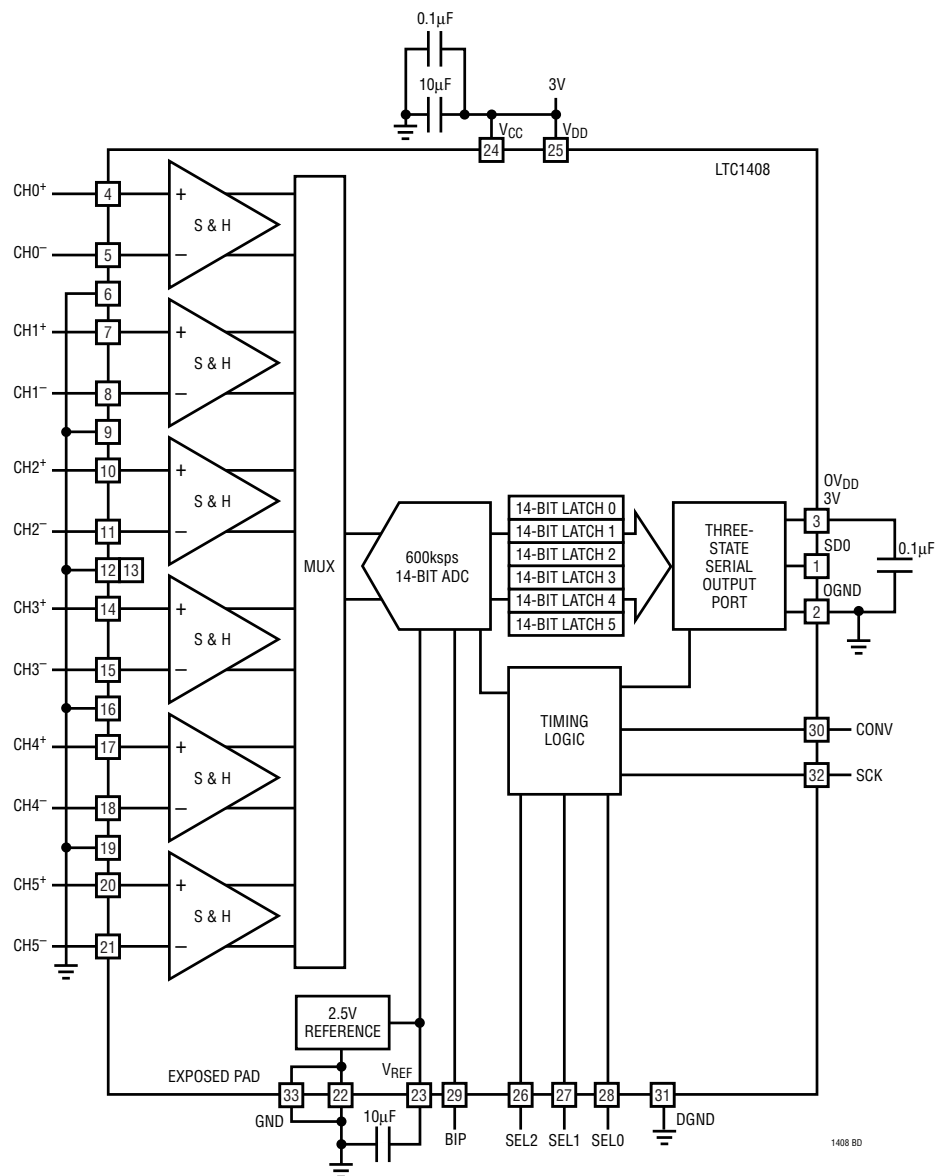 0.1μF
10μF
3V
VCC
VDD
24
25
LTC1408
CH0+
4
+
S & H
CH0–
5
–
6
CH1+
7
+
S & H
CH1–
8
–
9
CH2+
10
+
S & H
CH2–
11
–
12
13
CH3+
14
+
S & H
CH3–
15
–
16
CH4+
17
+
S & H
CH4–
18
–
19
CH5+
20
+
S & H
CH5–
21
–
MUX
600ksps
14-BIT ADC
14-BIT LATCH 0
14-BIT LATCH 1
14-BIT LATCH 2
14-BIT LATCH 3
14-BIT LATCH 4
14-BIT LATCH 5
THREE-
STATE
SERIAL
OUTPUT
PORT
OVDD
3V
3
SD0
1
0.1μF
OGND
2
TIMING
LOGIC
30
CONV
32
SCK
2.5V
REFERENCE
EXPOSED PAD
VREF
33
22
23
29
26
27
28
31
GND
10μF
BIP
SEL2
SEL1
SEL0
DGND
1408 BD